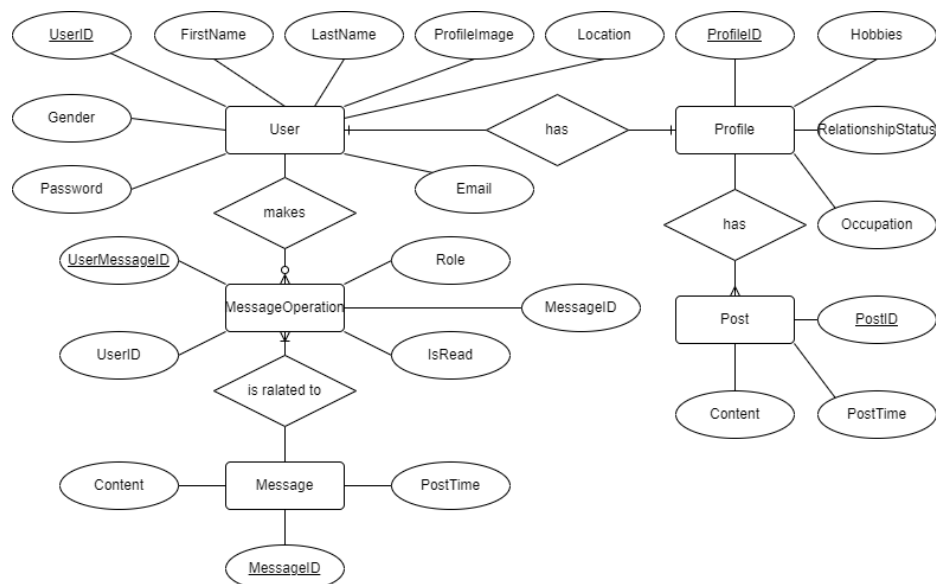 UserID
FirstName
LastName
ProfileImage
Location
ProfileID
Hobbies
Gender
User
has
Profile
RelationshipStatus
Password
Email
makes
has
Occupation
UserMessageID
Role
MessageOperation
MessageID
Post
PostID
UserID
IsRead
is ralated to
Content
PostTime
Content
Message
PostTime
MessageID